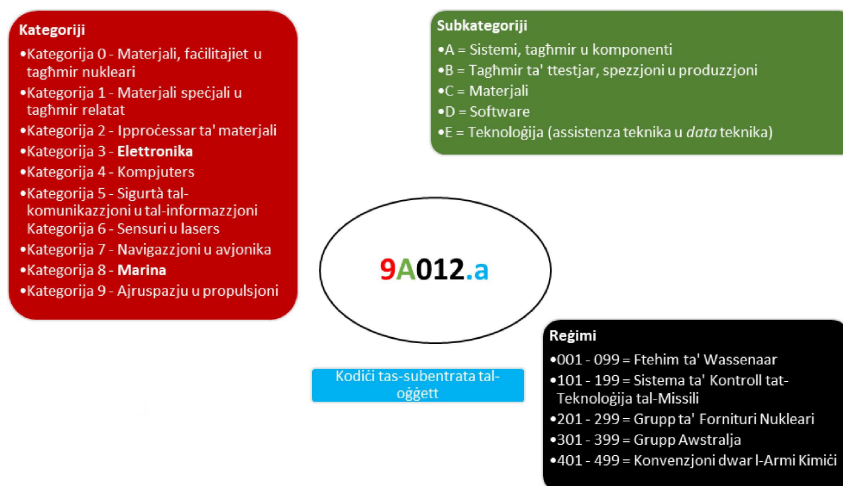 Kategoriji
•Kategorija 0 - Materjali, faċilitajiet u
tagħmir nukleari
•Kategorija 1 - Materjali speċjali u
tagħmir relatat
•Kategorija 2 - Ipproċessar ta' materjali
•Kategorija 3 - Elettronika
•Kategorija 4 - Kompjuters
•Kategorija 5 - Sigurtà tal-
komunikazzjoni u tal-informazzjoni
Kategorija 6 - Sensuri u lasers
•Kategorija 7 - Navigazzjoni u avjonika
•Kategorija 8 - Marina
•Kategorija 9 - Ajruspazju u propulsjoni
Subkategoriji
•A = Sistemi, tagħmir u komponenti
•B = Tagħmir ta' ttestjar, spezzjoni u produzzjoni
•C = Materjali
•D = Software
•E = Teknoloġija (assistenza teknika u data teknika)
9A012.a
Kodiċi tas-subentrata tal-
oġġett
Reġimi
•001 - 099 = Ftehim ta' Wassenaar
•101 - 199 = Sistema ta' Kontroll tat-
Teknoloġija tal-Missili
•201 - 299 = Grupp ta' Fornituri Nukleari
•301 - 399 = Grupp Awstralja
•401 - 499 = Konvenzjoni dwar l-Armi Kimiċi